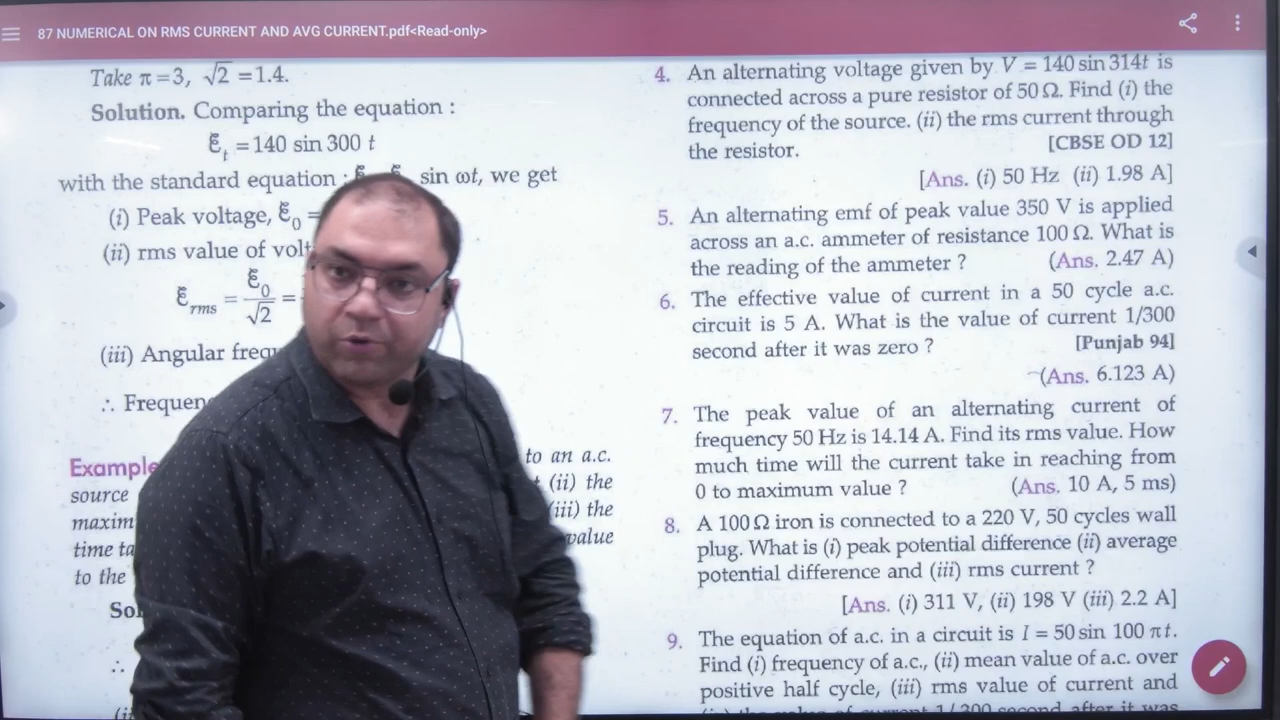 87 NUMERICAL ON RMS CURRENT AND AVG CURRENT.pdf<Read-only>
Take π = 3, √2 = 1.4.
Solution. Comparing the equation :
ℰt = 140 sin 300 t
with the standard equation : sin ωt, we get
(i) Peak voltage, ℰ0 =
(ii) rms value of
ℰrms = ℰ0/√2 =
(iii) Angular
∴
Example
to an a.c.
source (ii) the
(iii) the
time value
to the
∴
4. An alternating voltage given by V = 140 sin 314t is
connected across a pure resistor of 50 Ω. Find (i) the
frequency of the source. (ii) the rms current through
the resistor. [CBSE OD 12]
[Ans. (i) 50 Hz (ii) 1.98 A]
5. An alternating emf of peak value 350 V is applied
across an a.c. ammeter of resistance 100 Ω. What is
the reading of the ammeter ? (Ans. 2.47 A)
6. The effective value of current in a 50 cycle a.c.
circuit is 5 A. What is the value of current 1/300
second after it was zero ? [Punjab 94]
(Ans. 6.123 A)
7. The peak value of an alternating current of
frequency 50 Hz is 14.14 A. Find its rms value. How
much time will the current take in reaching from
0 to maximum value ? (Ans. 10 A, 5 ms)
8. A 100 Ω iron is connected to a 220 V, 50 cycles wall
plug. What is (i) peak potential difference (ii) average
potential difference and (iii) rms current ?
[Ans. (i) 311 V, (ii) 198 V (iii) 2.2 A]
9. The equation of a.c. in a circuit is I = 50 sin 100 πt.
Find (i) frequency of a.c., (ii) mean value of a.c. over
positive half cycle, (iii) rms value of current and